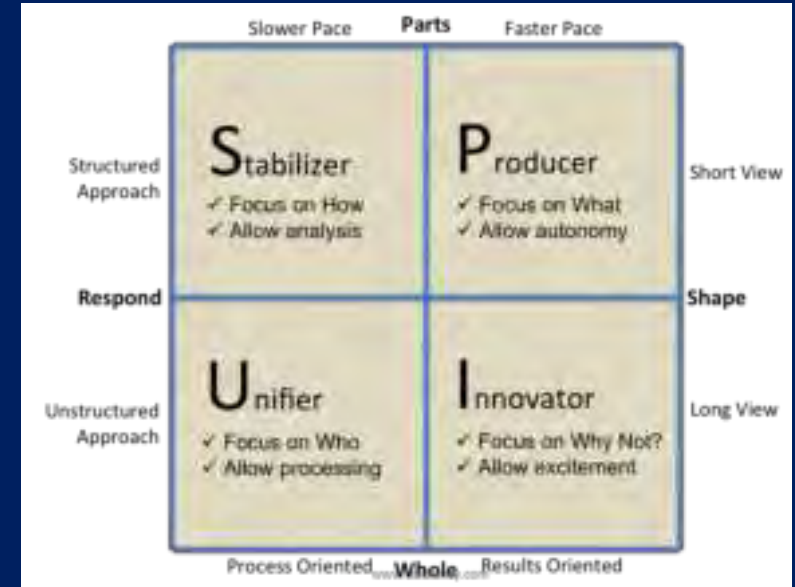 Slower Pace Parts Faster Pace
Structured
Approach
Stabilizer
✓ Focus on How
✓ Allow analysis
Producer
✓ Focus on What
✓ Allow autonomy
Short View
Respond
Shape
Unstructured
Approach
Unifier
✓ Focus on Who
✓ Allow processing
Innovator
✓ Focus on Why Not?
✓ Allow excitement
Long View
Process Oriented Whole Results Oriented